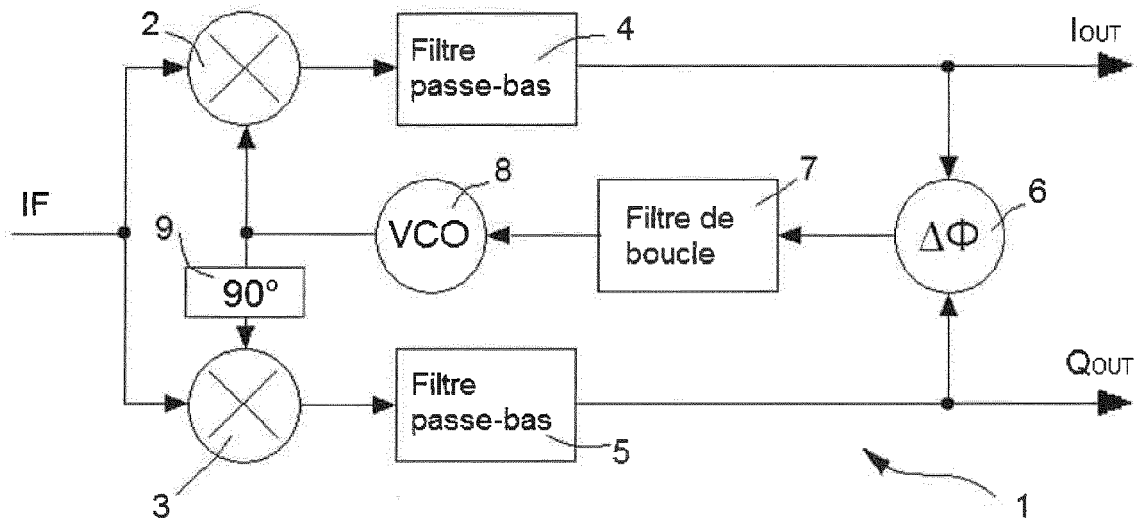 2
Filtre
passe-bas
4
IOUT
IF
9
90°
8
VCO
7
Filtre de
boucle
6
ΔΦ
3
Filtre
passe-bas
5
QOUT
1